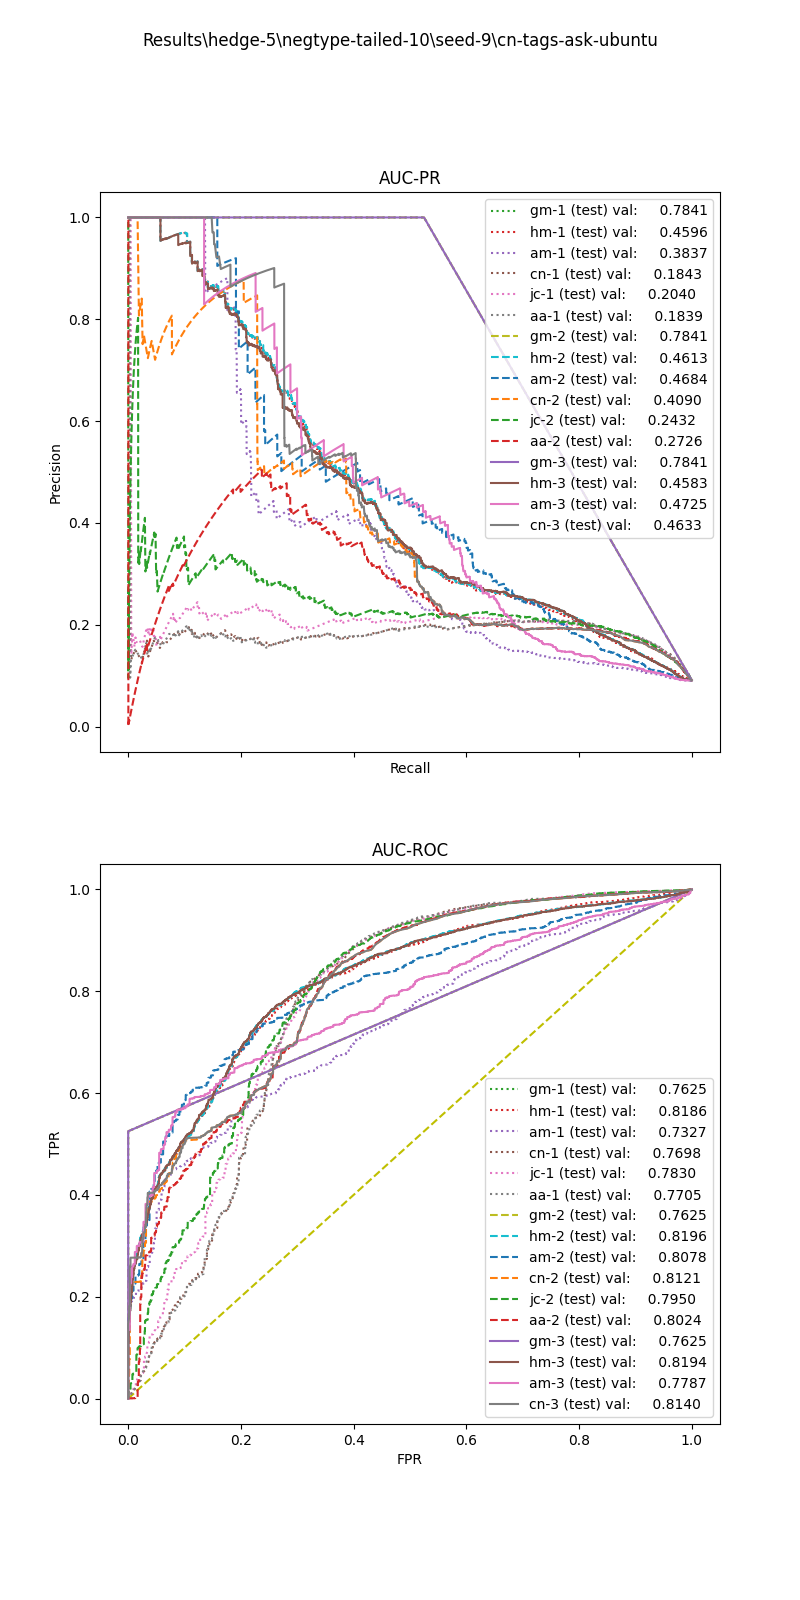 Results\hedge-5\negtype-tailed-10\seed-9\cn-tags-ask-ubuntu
AUC-PR
gm-1 (test) val: 0.7841
hm-1 (test) val: 0.4596
am-1 (test) val: 0.3837
cn-1 (test) val: 0.1843
jc-1 (test) val: 0.2040
aa-1 (test) val: 0.1839
gm-2 (test) val: 0.7841
hm-2 (test) val: 0.4613
am-2 (test) val: 0.4684
cn-2 (test) val: 0.4090
jc-2 (test) val: 0.2432
aa-2 (test) val: 0.2726
gm-3 (test) val: 0.7841
hm-3 (test) val: 0.4583
am-3 (test) val: 0.4725
cn-3 (test) val: 0.4633
1.0
0.8
0.6
0.4
0.2
0.0
Precision
Recall
AUC-ROC
1.0
0.8
0.6
0.4
0.2
0.0
TPR
gm-1 (test) val: 0.7625
hm-1 (test) val: 0.8186
am-1 (test) val: 0.7327
cn-1 (test) val: 0.7698
jc-1 (test) val: 0.7830
aa-1 (test) val: 0.7705
gm-2 (test) val: 0.7625
hm-2 (test) val: 0.8196
am-2 (test) val: 0.8078
cn-2 (test) val: 0.8121
jc-2 (test) val: 0.7950
aa-2 (test) val: 0.8024
gm-3 (test) val: 0.7625
hm-3 (test) val: 0.8194
am-3 (test) val: 0.7787
cn-3 (test) val: 0.8140
0.0 0.2 0.4 0.6 0.8 1.0
FPR